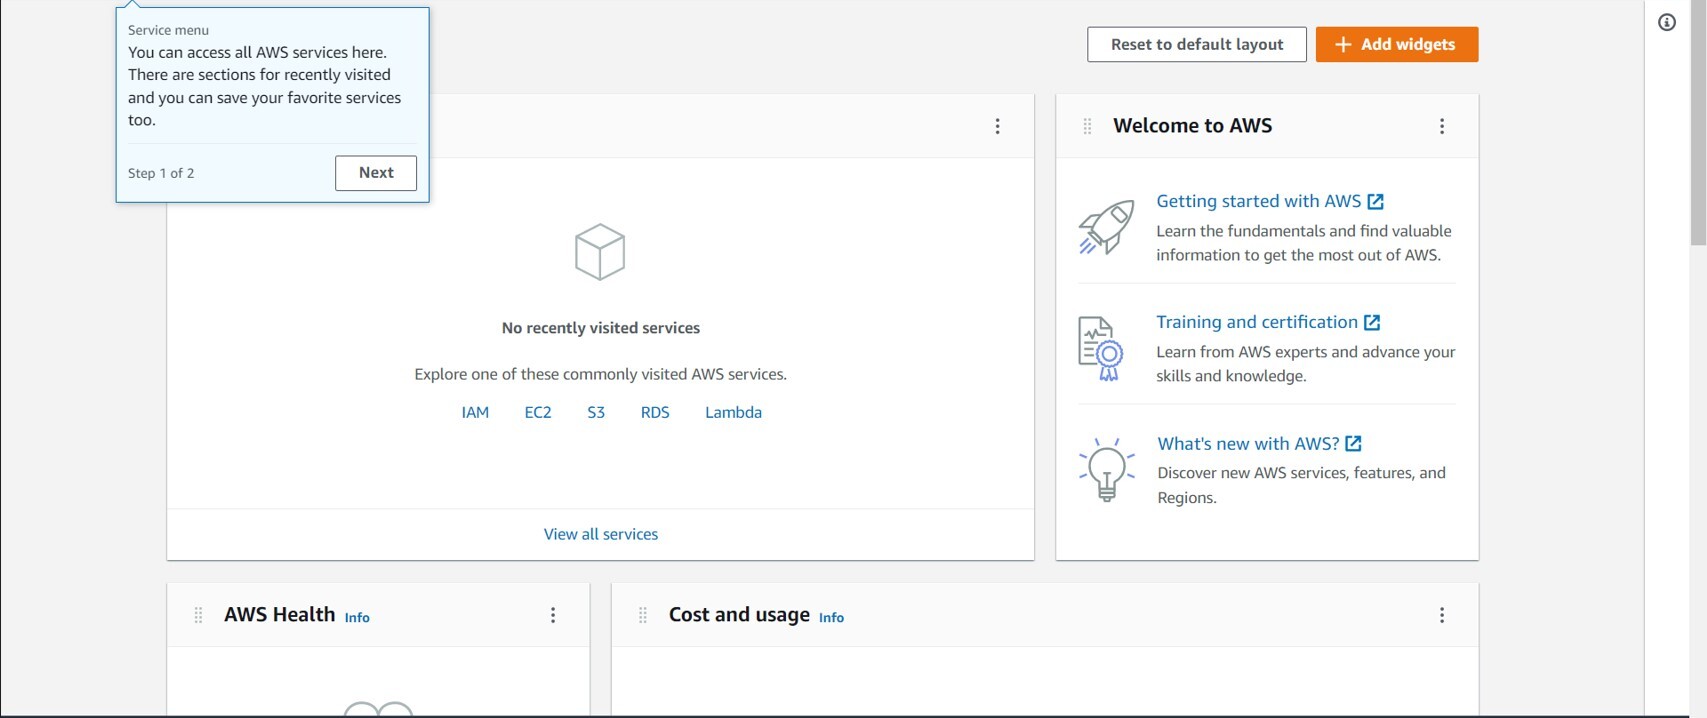 Service menu
You can access all AWS services here.
There are sections for recently visited
and you can save your favorite services
too.
Step 1 of 2
Next
Reset to default layout
Add widgets
No recently visited services
Explore one of these commonly visited AWS services.
IAM EC2 S3 RDS Lambda
View all services
Welcome to AWS
Getting started with AWS
Learn the fundamentals and find valuable
information to get the most out of AWS.
Training and certification
Learn from AWS experts and advance your
skills and knowledge.
What's new with AWS?
Discover new AWS services, features, and
Regions.
AWS Health Info
Cost and usage Info